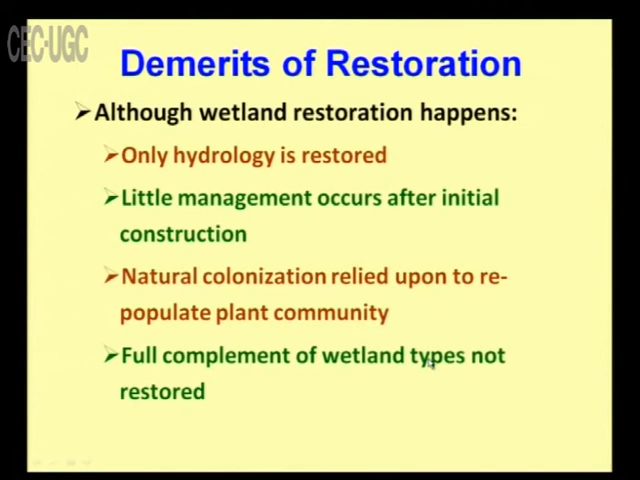 CEC-UGC
Demerits of Restoration
➢Although wetland restoration happens:
➢Only hydrology is restored
➢Little management occurs after initial
construction
➢Natural colonization relied upon to re-
populate plant community
➢Full complement of wetland types not
restored